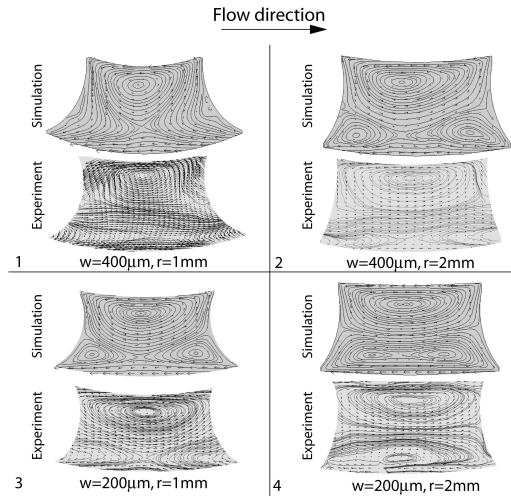 Flow direction
Simulation
Experiment
1 w=400μm, r=1mm
Simulation
Experiment
2 w=400μm, r=2mm
Simulation
Experiment
3 w=200μm, r=1mm
Simulation
Experiment
4 w=200μm, r=2mm